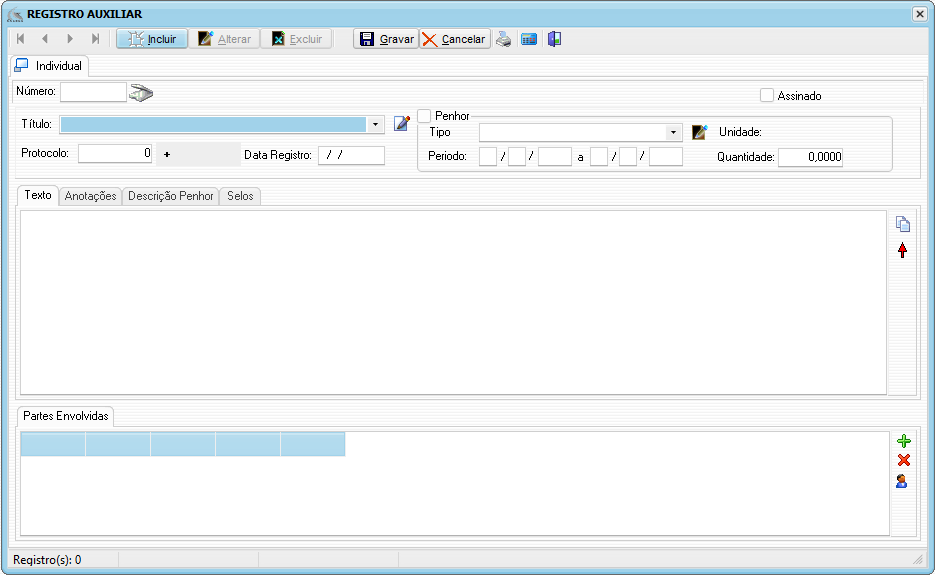 REGISTRO AUXILIAR
Incluir Alterar Excluir Gravar Cancelar
Individual
Número: Assinado
Título: Penhor
Tipo Unidade:
Protocolo: 0 + Data Registro: / / Periodo: / / a / / Quantidade: 0,0000
Texto Anotações Descrição Penhor Selos
Partes Envolvidas
Registro(s): 0